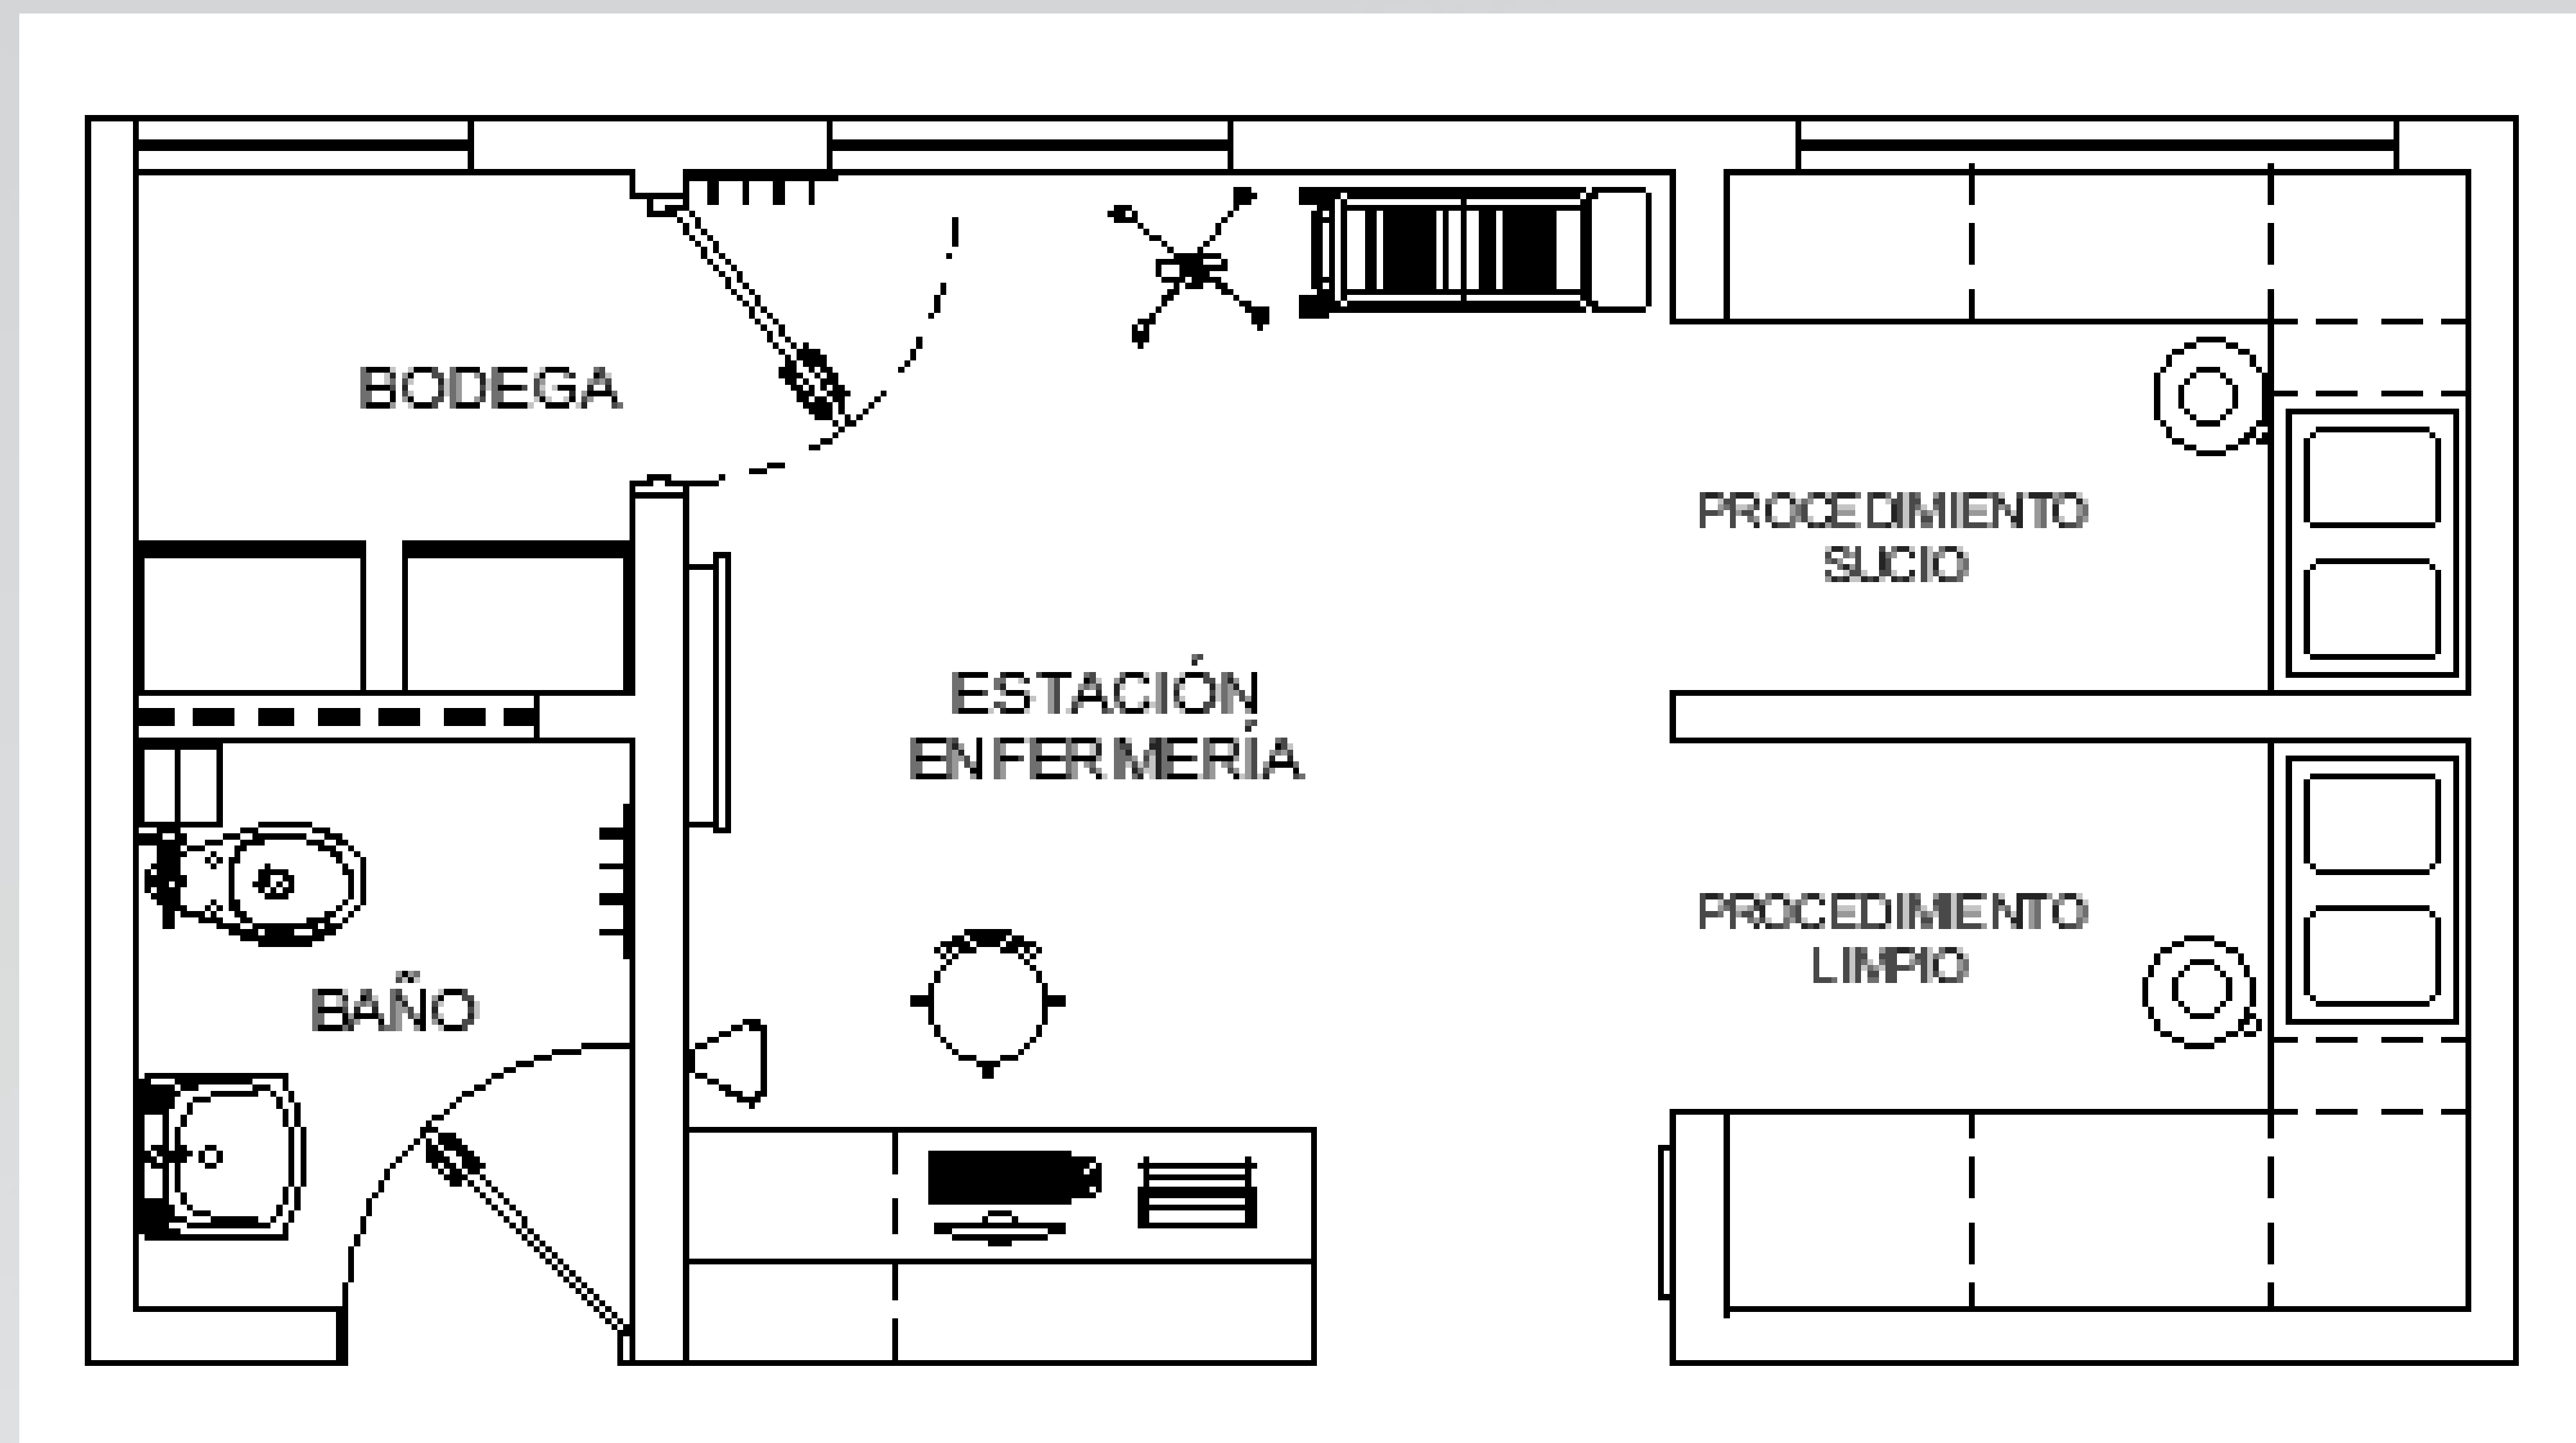 BODEGA
PROCEDIMIENTO
SUCIO
ESTACIÓN
ENFERMERÍA
PROCEDIMIENTO
LIMPIO
BAÑO